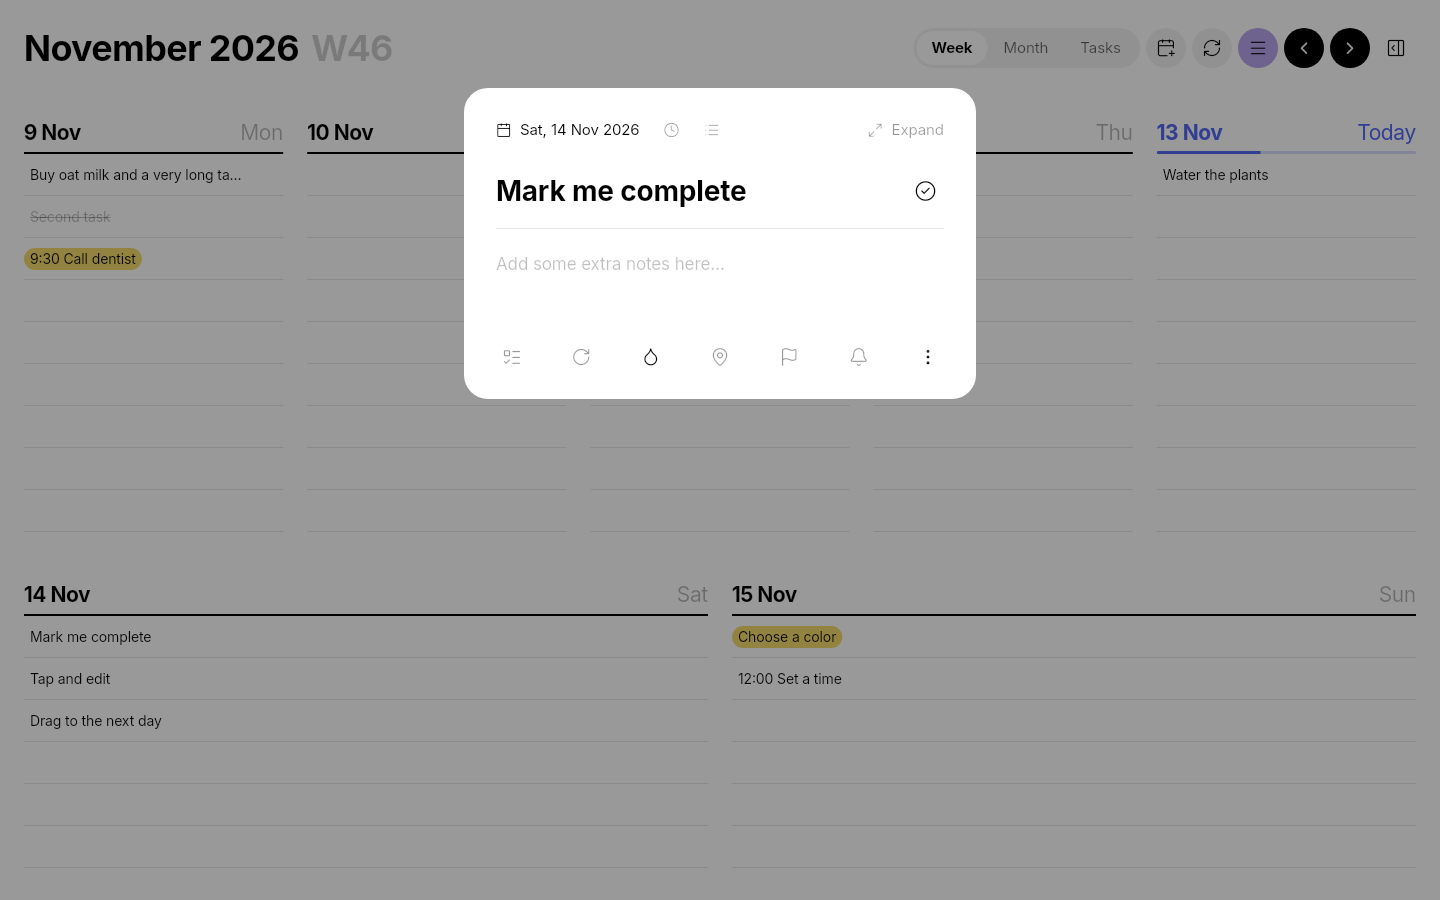 November 2026 W46
Week
Month
Tasks
Sat, 14 Nov 2026
Expand
Mark me complete
Add some extra notes here...
9 Nov
Mon
Buy oat milk and a very long ta...
Second task
9:30 Call dentist
10 Nov
Thu
13 Nov
Today
Water the plants
14 Nov
Sat
Mark me complete
Tap and edit
Drag to the next day
15 Nov
Sun
Choose a color
12:00 Set a time